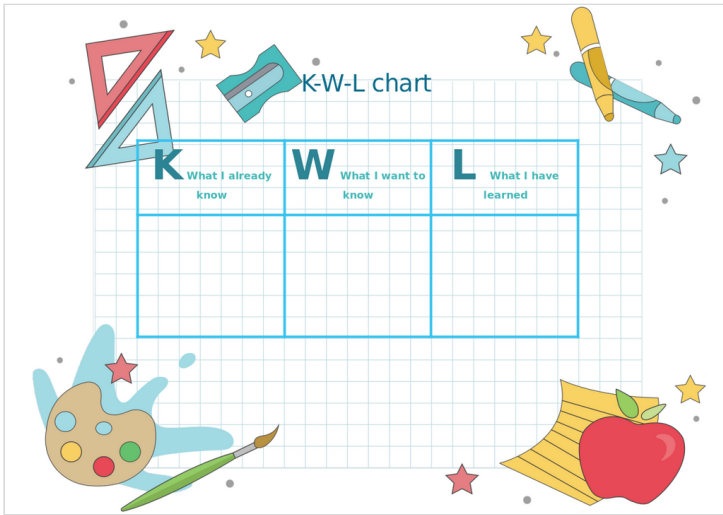 K-W-L chart
K What I already
know
W What I want to
know
L What I have
learned